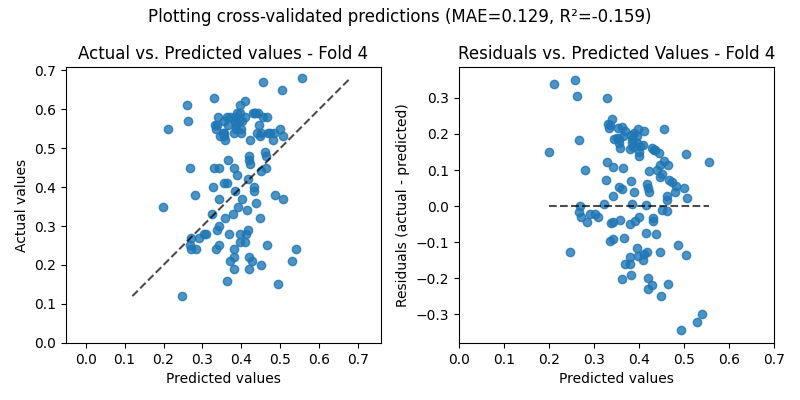 Plotting cross-validated predictions (MAE=0.129, R²=-0.159)
Actual vs. Predicted values - Fold 4
Actual values
0.7
0.6
0.5
0.4
0.3
0.2
0.1
0.0
0.0 0.1 0.2 0.3 0.4 0.5 0.6 0.7
Predicted values
Residuals vs. Predicted Values - Fold 4
Residuals (actual - predicted)
0.3
0.2
0.1
0.0
−0.1
−0.2
−0.3
0.0 0.1 0.2 0.3 0.4 0.5 0.6 0.7
Predicted values